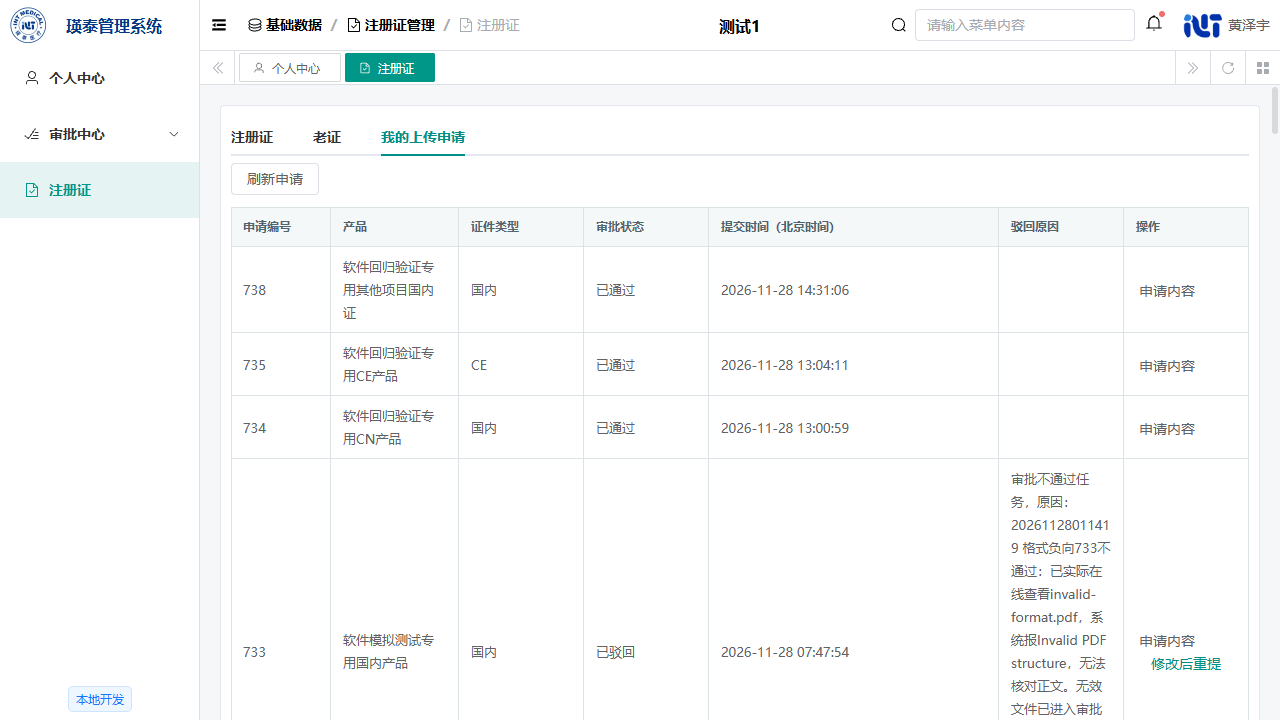 瑛泰管理系统
基础数据 / 注册证管理 / 注册证
测试1
请输入菜单内容
黄泽宇
个人中心
审批中心
注册证
本地开发
个人中心
注册证
注册证
老证
我的上传申请
刷新申请
申请编号 产品 证件类型 审批状态 提交时间（北京时间） 驳回原因 操作
738
软件回归验证专
用其他项目国内
证
国内
已通过
2026-11-28 14:31:06
申请内容
735
软件回归验证专
用CE产品
CE
已通过
2026-11-28 13:04:11
申请内容
734
软件回归验证专
用CN产品
国内
已通过
2026-11-28 13:00:59
申请内容
733
软件模拟测试专
用国内产品
国内
已驳回
2026-11-28 07:47:54
审批不通过任
务，原因：
2026112801141
9 格式负向733不
通过：已实际在
线查看invalid-
format.pdf，系
统报Invalid PDF
structure，无法
核对正文。无效
文件已进入审批
申请内容
修改后重提